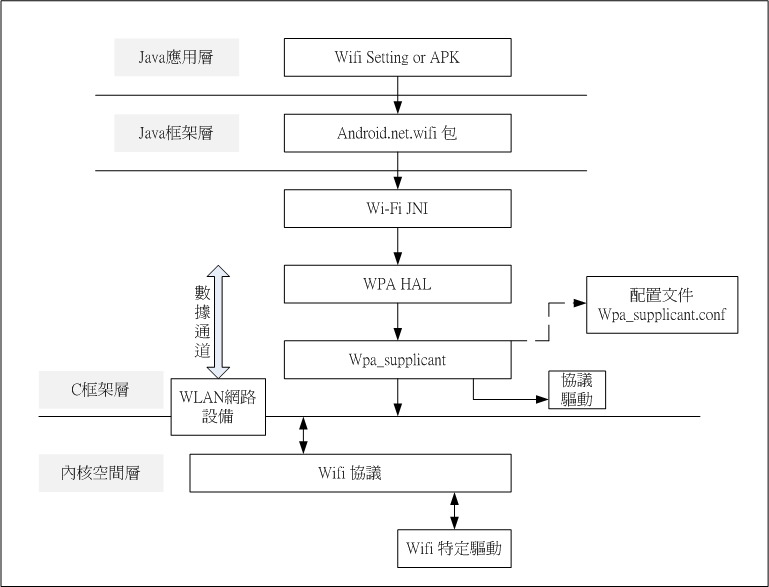 Java應用層
Wifi Setting or APK
Java框架層
Android.net.wifi 包
Wi-Fi JNI
WPA HAL
數據通道
配置文件
Wpa_supplicant.conf
Wpa_supplicant
C框架層
WLAN網路
設備
協議
驅動
內核空間層
Wifi 協議
Wifi 特定驅動